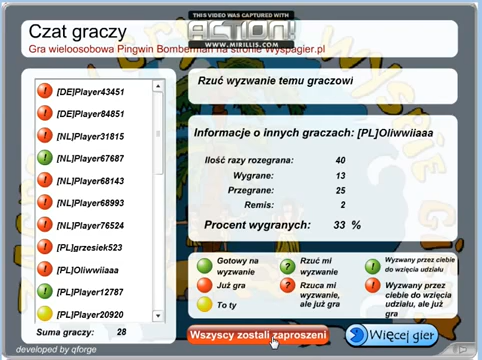 THIS VIDEO WAS CAPTURED WITH
ACTION!
WWW.MIRILLIS.COM
Czat graczy
Gra wieloosobowa Pingwin Bomberman na stronie Wyspagier.pl
[DE]Player43451
[DE]Player84851
[NL]Player31815
[NL]Player67687
[NL]Player68143
[NL]Player68993
[NL]Player76524
[PL]grzesiek523
[PL]Oliwwiiaaa
[PL]Player12787
[PL]Player20920
Suma graczy: 28
Rzuć wyzwanie temu graczowi
Informacje o innych graczach: [PL]Oliwwiiaaa
Ilość razy rozegrana: 40
Wygrane: 13
Przegrane: 25
Remis: 2
Procent wygranych: 33 %
Gotowy na wyzwanie
Już gra
To ty
Rzuć mi wyzwanie
Rzuca mi wyzwanie, ale już gra
Wyzwany przez ciebie do wzięcia udziału
Wyzwany przez ciebie do wzięcia udziału, ale już gra
Wszyscy zostali zaproszeni
Więcej gier
developed by qforge